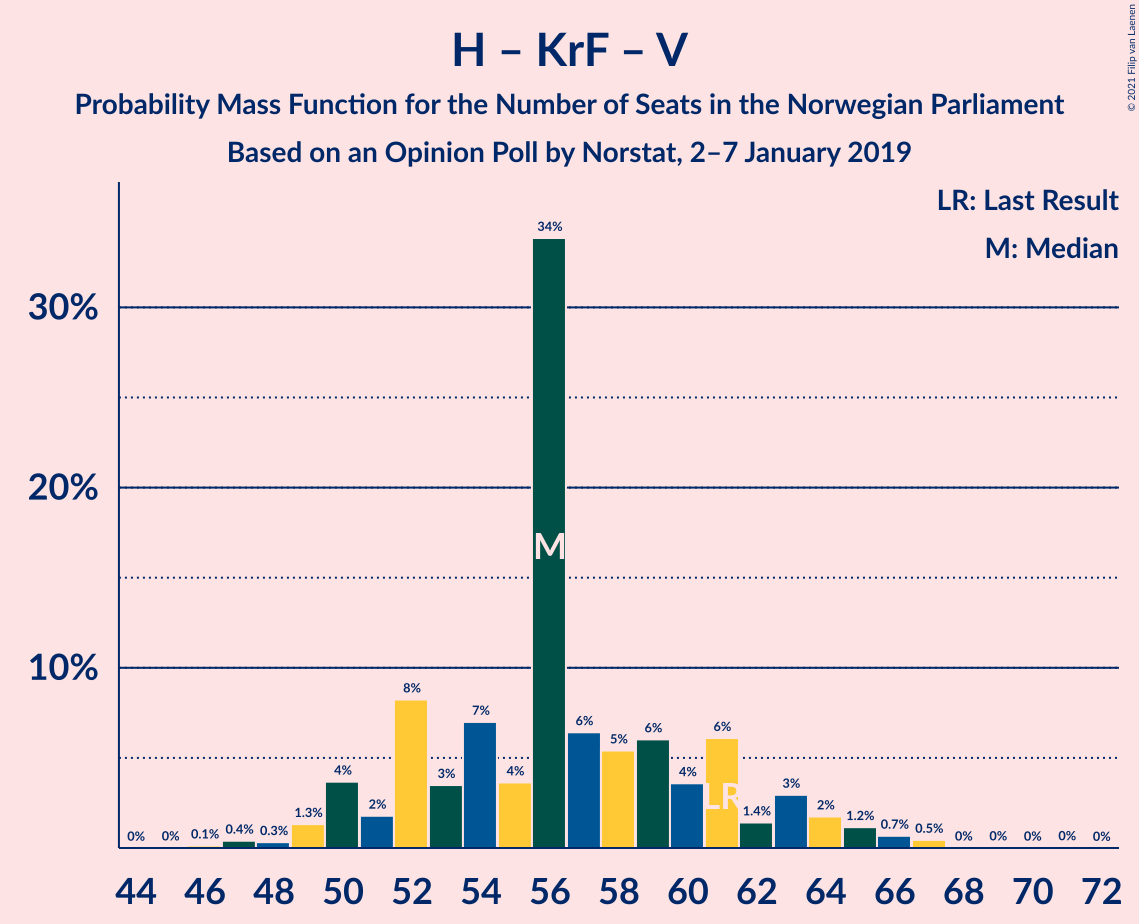 H – KrF – V
Probability Mass Function for the Number of Seats in the Norwegian Parliament
Based on an Opinion Poll by Norstat, 2–7 January 2019
© 2021 Filip van Laenen
LR: Last Result
M: Median
30%
20%
10%
0% 0% 0.1% 0.4% 0.3% 1.3% 4% 2% 8% 3% 7% 4% 34% 6% 5% 6% 4% 6% 1.4% 3% 2% 1.2% 0.7% 0.5% 0% 0% 0% 0% 0%
M
LR
44 46 48 50 52 54 56 58 60 62 64 66 68 70 72